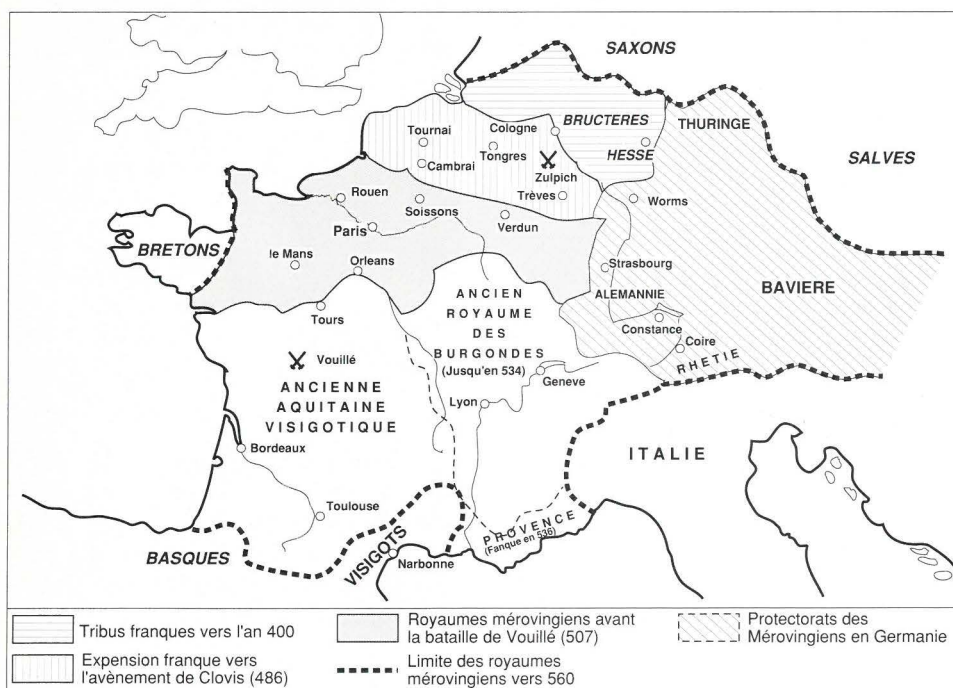 SAXONS
BRUCTERES
THURINGE
Cologne
Tournai
Tongres
HESSE
SALVES
Cambrai
Zulpich
Trèves
Rouen
Soissons
Worms
Paris
Verdun
BRETONS
le Mans
Orleans
Strasbourg
BAVIERE
ALEMANNIE
ANCIEN
ROYAUME
DES
BURGONDES
(Jusqu'en 534)
Tours
Constance
Coire
RHETIE
Vouillé
Geneve
ANCIENNE
AQUITAINE
VISIGOTIQUE
Lyon
Bordeaux
ITALIE
Toulouse
PROVENCE
(Fanque en 536)
BASQUES
VISIGOTS
Narbonne
Tribus franques vers l'an 400
Expension franque vers
l'avènement de Clovis (486)
Royaumes mérovingiens avant
la bataille de Vouillé (507)
Limite des royaumes
mérovingiens vers 560
Protectorats des
Mérovingiens en Germanie